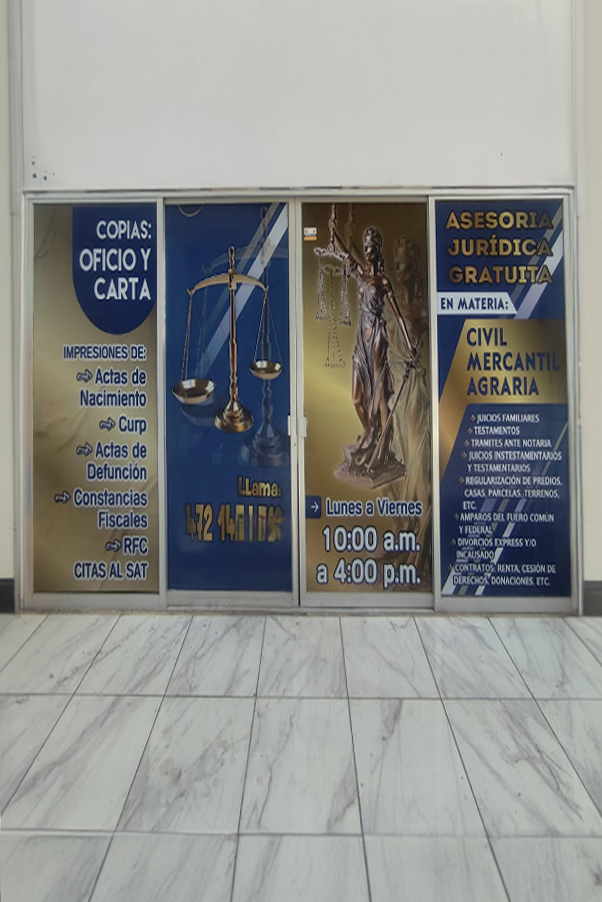 COPIAS:
OFICIO Y
CARTA
IMPRESIONES DE:
Actas de
Nacimiento
Curp
Actas de
Defunción
Constancias
Fiscales
RFC
CITAS AL SAT
LLama:
472
Lunes a Viernes
10:00 a.m.
a 4:00 p.m.
ASESORIA
JURÍDICA
GRATUITA
EN MATERIA:
CIVIL
MERCANTIL
AGRARIA
JUICIOS FAMILIARES
TESTAMENTOS
TRAMITES ANTE NOTARIA
JUICIOS INSTESTAMENTARIOS
Y TESTAMENTARIOS
REGULARIZACIÓN DE PREDIOS,
CASAS, PARCELAS, TERRENOS,
ETC.
AMPAROS DEL FUERO COMÚN
Y FEDERAL
DIVORCIOS EXPRESS Y/O
INCAUSADO
CONTRATOS: RENTA, CESIÓN DE
DERECHOS, DONACIONES, ETC.